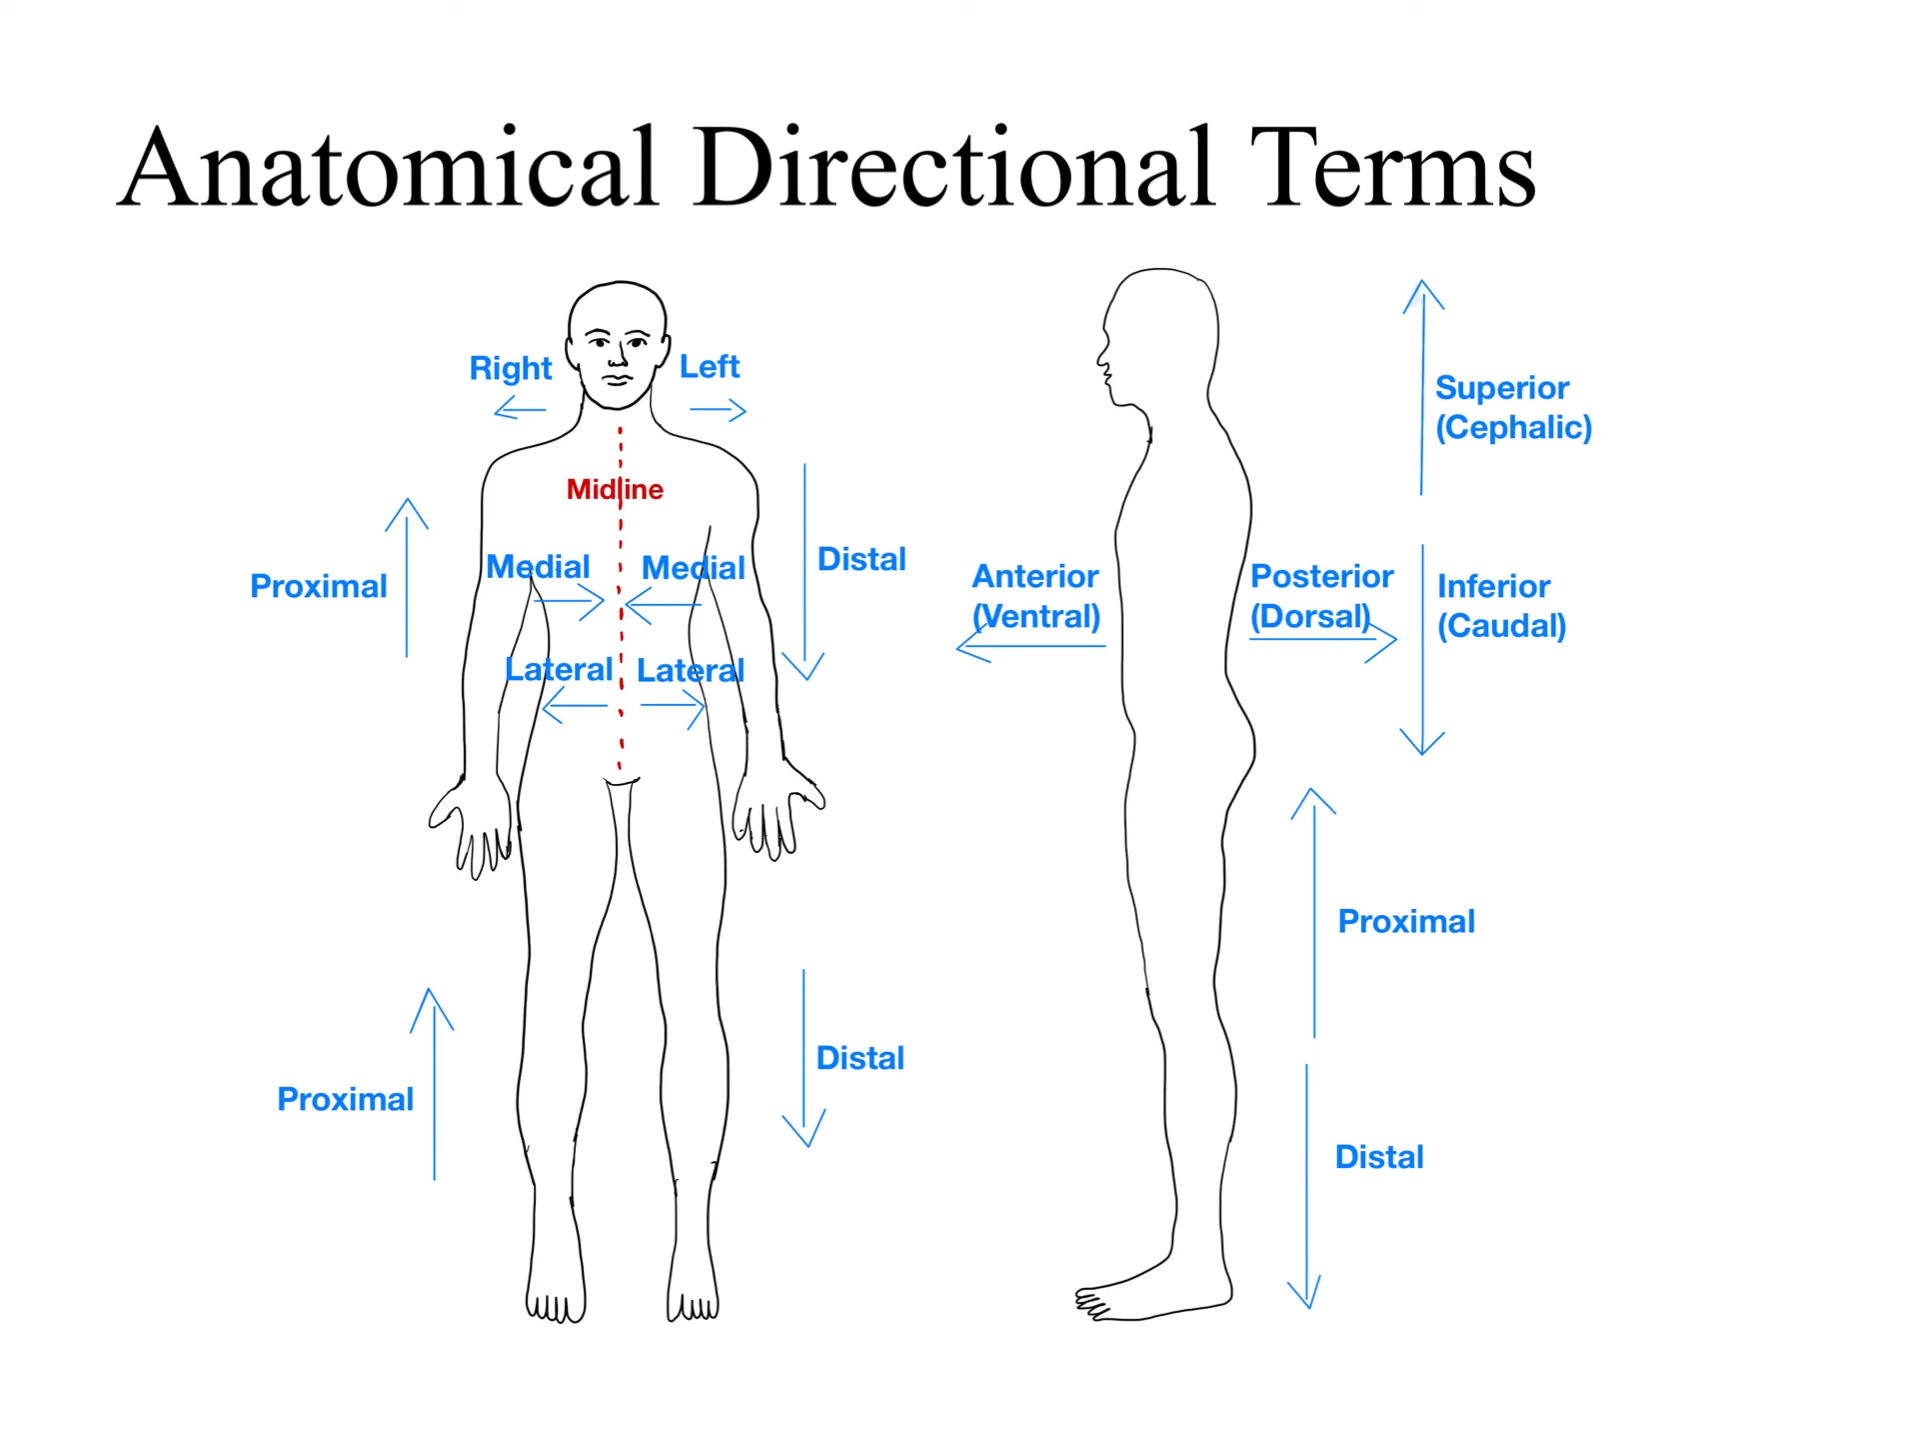 Anatomical Directional Terms
Right
Left
Midline
Medial
Medial
Lateral
Lateral
Proximal
Distal
Proximal
Distal
Anterior
(Ventral)
Posterior
(Dorsal)
Superior
(Cephalic)
Inferior
(Caudal)
Proximal
Distal